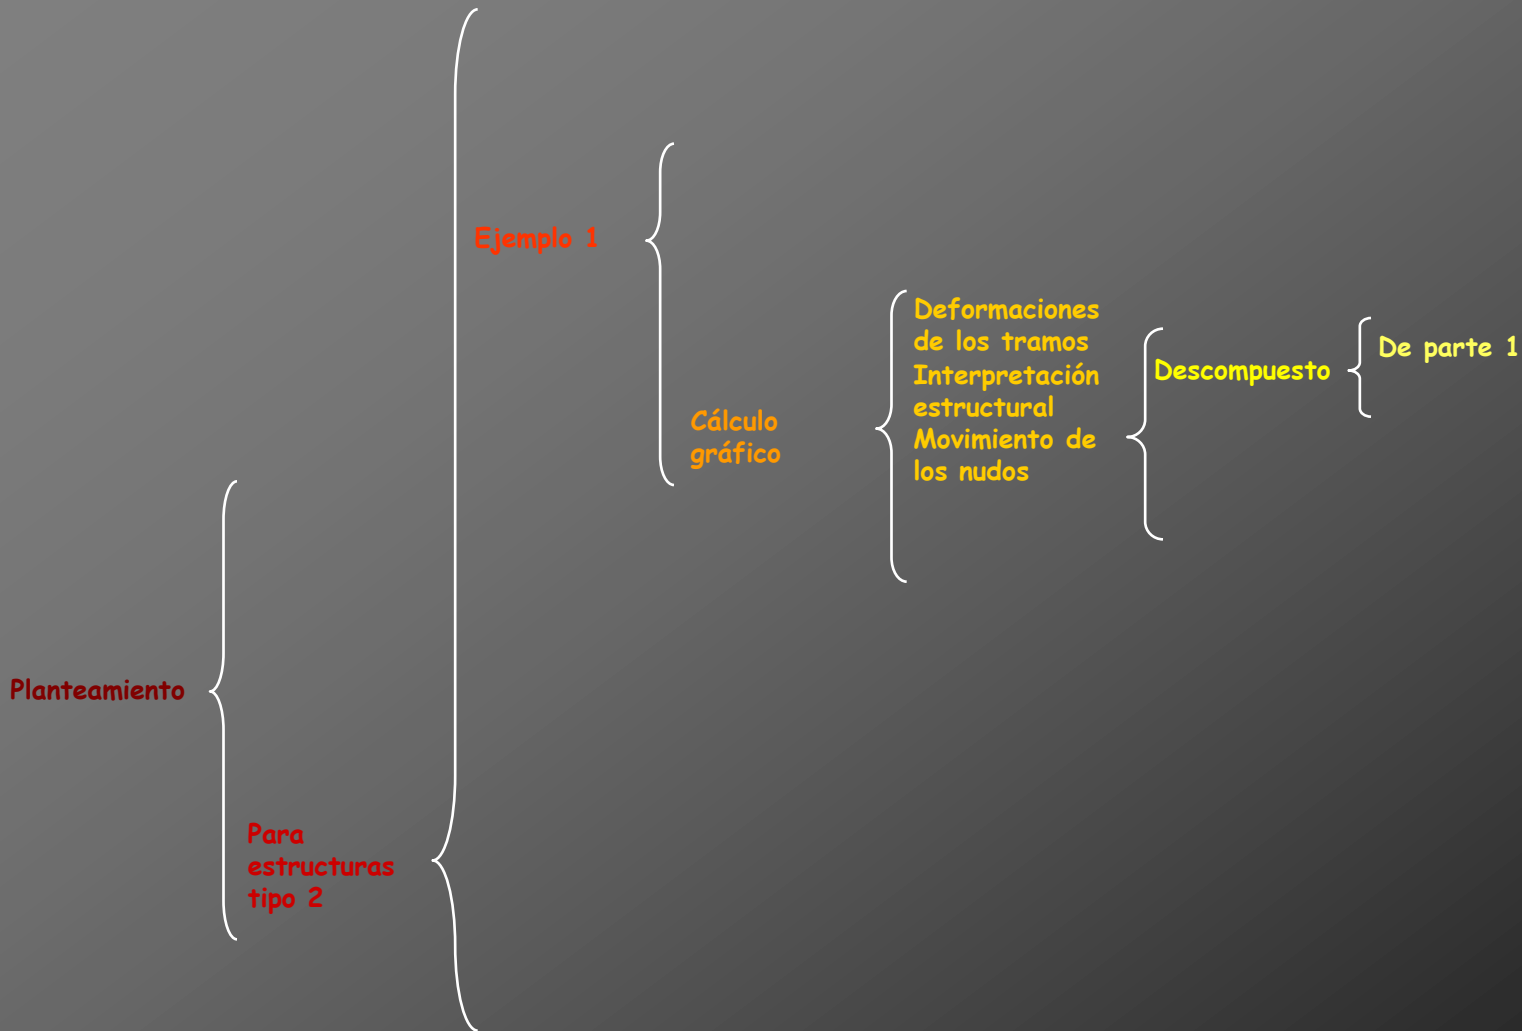 Planteamiento
Para
estructuras
tipo 2
Ejemplo 1
Cálculo
gráfico
Deformaciones
de los tramos
Interpretación
estructural
Movimiento de
los nudos
Descompuesto
De parte 1